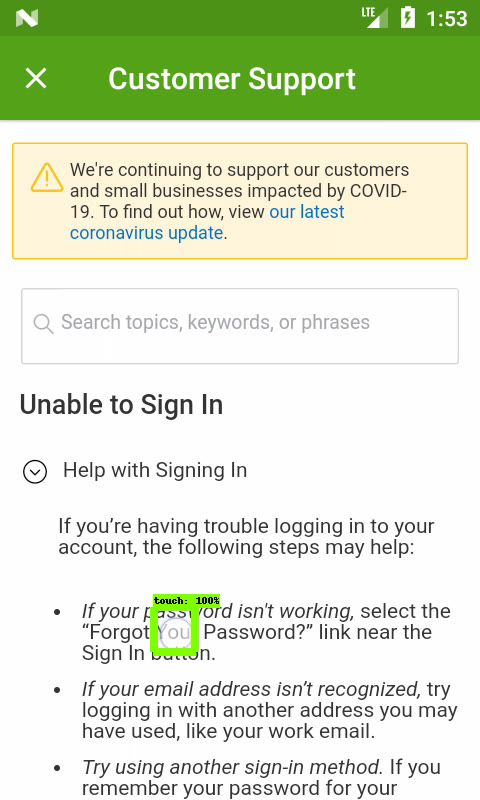 LTE 1:53
Customer Support
We're continuing to support our customers
and small businesses impacted by COVID-
19. To find out how, view our latest
coronavirus update.
Search topics, keywords, or phrases
Unable to Sign In
Help with Signing In
If you’re having trouble logging in to your
account, the following steps may help:
touch: 100%
• If your password isn't working, select the
“Forgot You Password?” link near the
Sign In button.
• If your email address isn’t recognized, try
logging in with another address you may
have used, like your work email.
• Try using another sign-in method. If you
remember your password for your